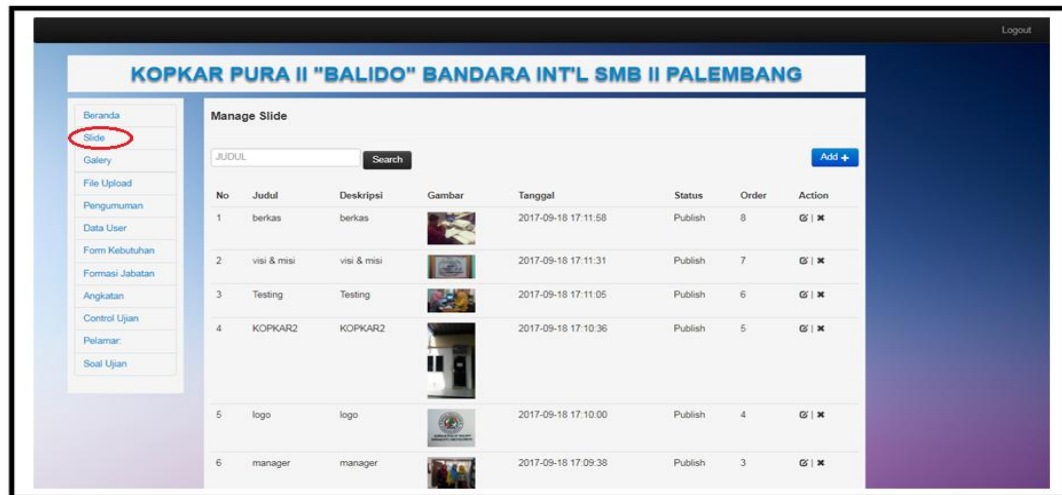 Logout
KOPKAR PURA II "BALIDO" BANDARA INT'L SMB II PALEMBANG
Beranda
Slide
Galery
File Upload
Pengumuman
Data User
Form Kebutuhan
Formasi Jabatan
Angkatan
Control Ujian
Pelamar:
Soal Ujian
Manage Slide
JUDUL Search Add +
No Judul Deskripsi Gambar Tanggal Status Order Action
1 berkas berkas 2017-09-18 17:11:58 Publish 8 |
2 visi & misi visi & misi 2017-09-18 17:11:31 Publish 7 |
3 Testing Testing 2017-09-18 17:11:05 Publish 6 |
4 KOPKAR2 KOPKAR2 2017-09-18 17:10:36 Publish 5 |
5 logo logo 2017-09-18 17:10:00 Publish 4 |
6 manager manager 2017-09-18 17:09:38 Publish 3 |